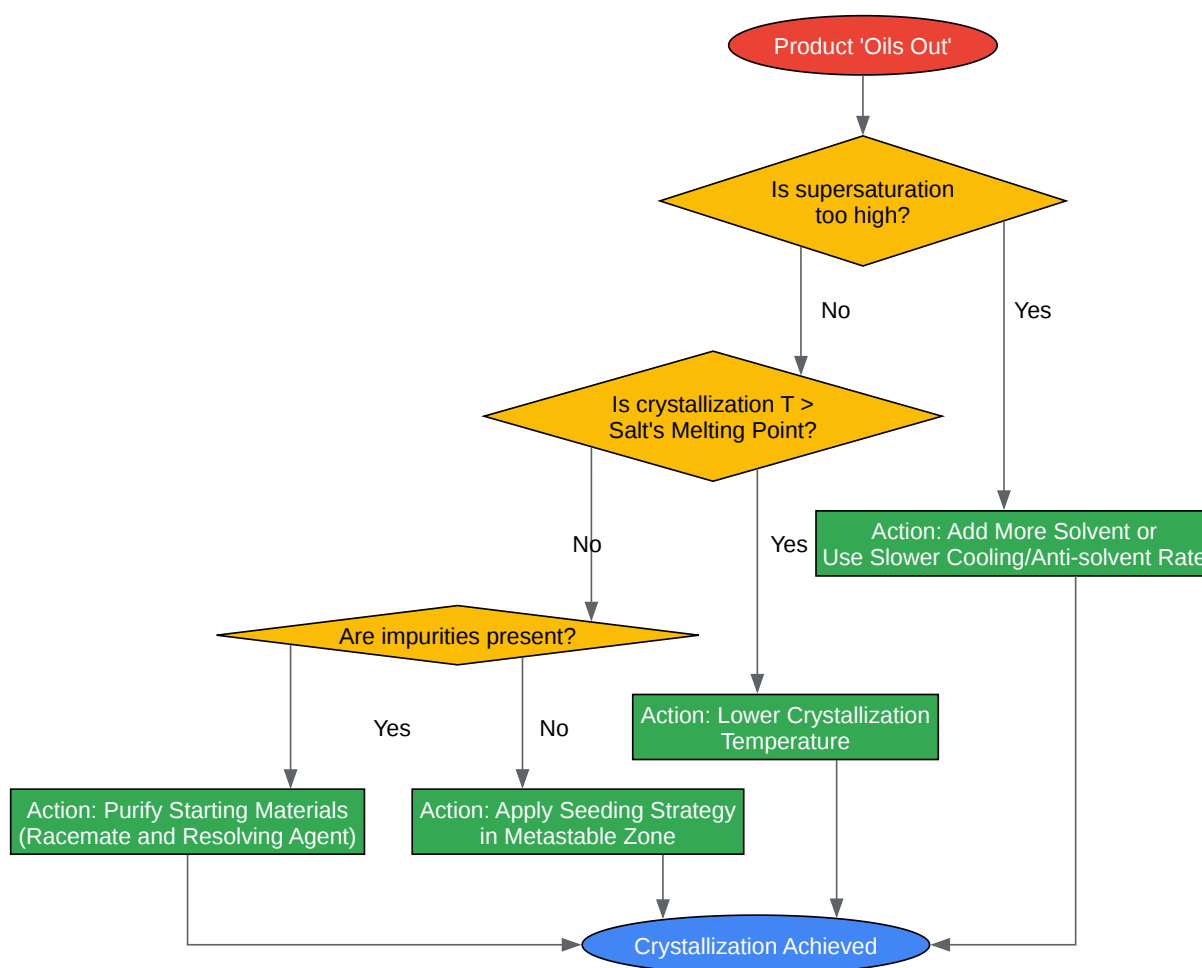 Product 'Oils Out'
Is supersaturation
too high?
No
Yes
Is crystallization T >
Salt's Melting Point?
No
Yes
Action: Add More Solvent or
Use Slower Cooling/Anti-solvent Rate
Are impurities present?
Yes
No
Action: Lower Crystallization
Temperature
Action: Purify Starting Materials
(Racemate and Resolving Agent)
Action: Apply Seeding Strategy
in Metastable Zone
Crystallization Achieved